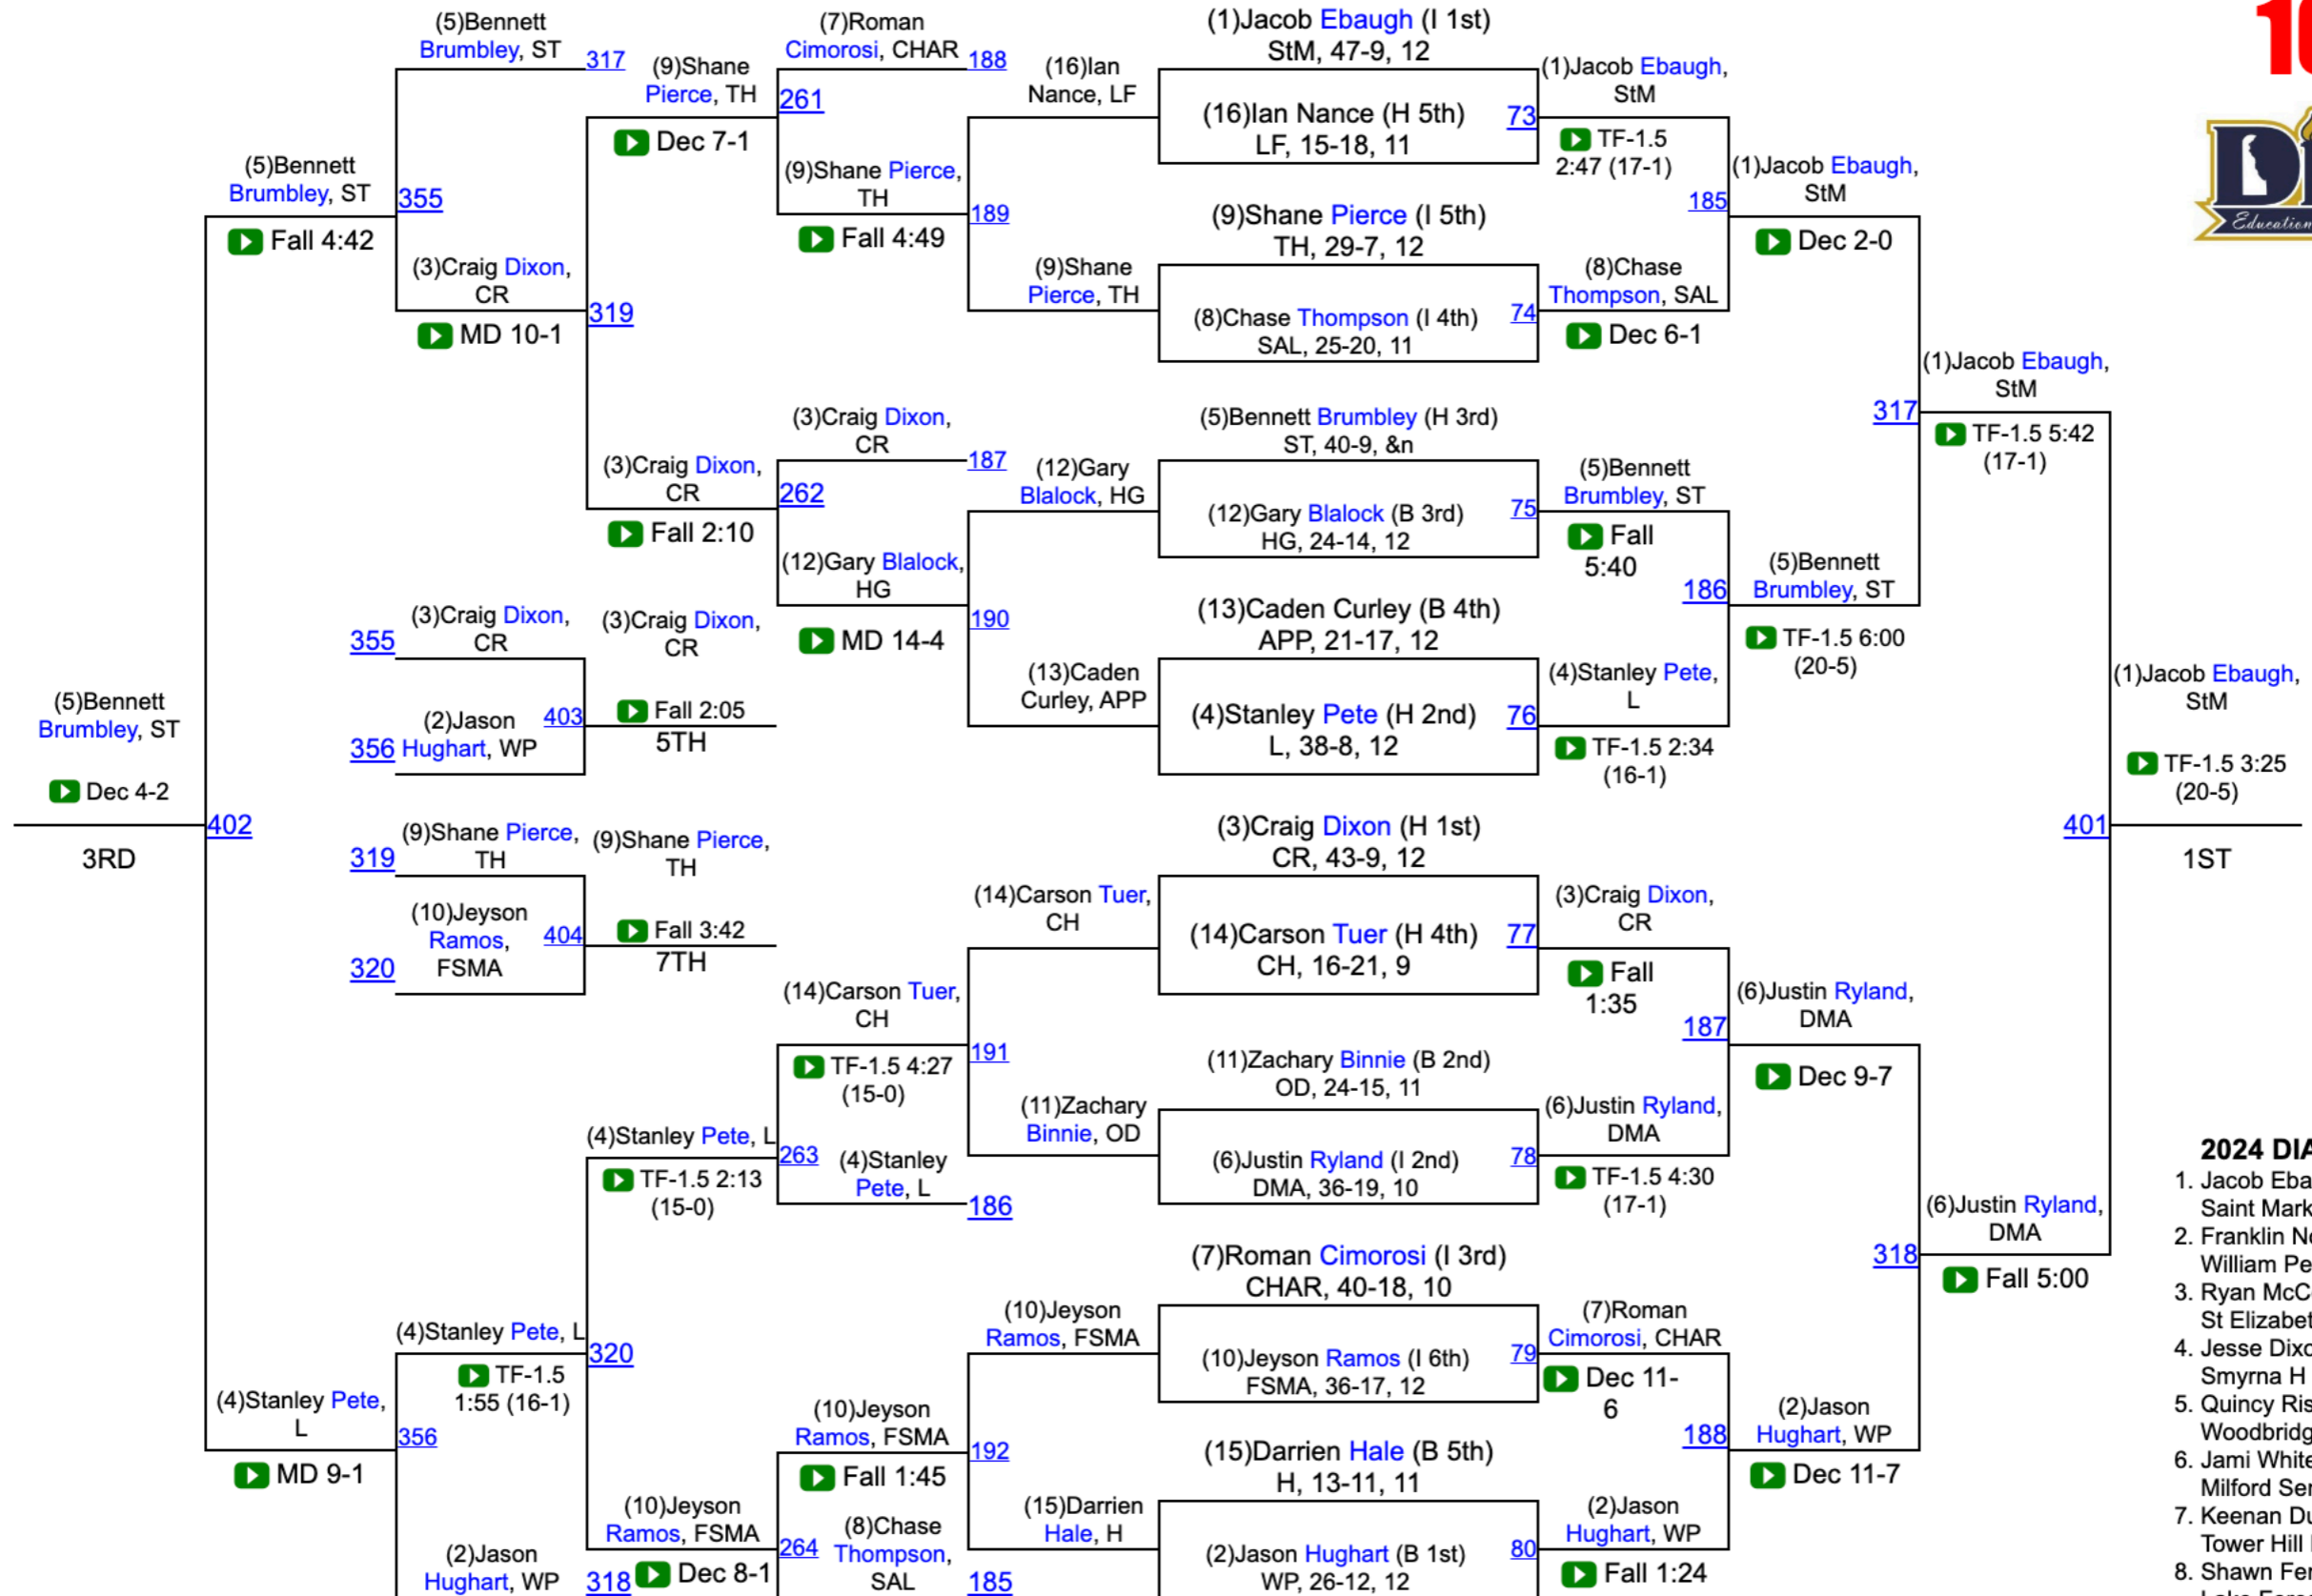 (5)Bennett
Brumbley, ST
317
(9)Shane
Pierce, TH
Dec 7-1
(7)Roman
Cimorosi, CHAR
188
261
(9)Shane Pierce,
TH
Fall 4:49
189
(16)Ian
Nance, LF
(9)Shane
Pierce, TH
(1)Jacob Ebaugh (I 1st)
StM, 47-9, 12
(16)Ian Nance (H 5th)
LF, 15-18, 11
73
(1)Jacob Ebaugh,
StM
TF-1.5
2:47 (17-1)
185
(1)Jacob Ebaugh,
StM
Dec 2-0
10
Education
(5)Bennett
Brumbley, ST
355
Fall 4:42
(3)Craig Dixon,
CR
MD 10-1
319
(9)Shane Pierce (I 5th)
TH, 29-7, 12
(8)Chase Thompson (I 4th)
SAL, 25-20, 11
74
(8)Chase
Thompson, SAL
Dec 6-1
(1)Jacob Ebaugh,
StM
317
TF-1.5 5:42
(17-1)
(3)Craig Dixon,
CR
Fall 2:10
(3)Craig Dixon,
CR
187
262
(12)Gary Blalock,
HG
MD 14-4
190
(12)Gary
Blalock, HG
(13)Caden
Curley, APP
(5)Bennett Brumbley (H 3rd)
ST, 40-9, &n
(12)Gary Blalock (B 3rd)
HG, 24-14, 12
75
(5)Bennett
Brumbley, ST
Fall
5:40
186
(5)Bennett
Brumbley, ST
TF-1.5 6:00
(20-5)
(13)Caden Curley (B 4th)
APP, 21-17, 12
(4)Stanley Pete (H 2nd)
L, 38-8, 12
76
(4)Stanley Pete,
L
TF-1.5 2:34
(16-1)
355
(3)Craig Dixon,
CR
(3)Craig Dixon,
CR
356
(2)Jason
Hughart, WP
403
Fall 2:05
5TH
(5)Bennett
Brumbley, ST
Dec 4-2
402
3RD
(1)Jacob Ebaugh,
StM
TF-1.5 3:25
(20-5)
401
1ST
319
(9)Shane Pierce,
TH
(9)Shane Pierce,
TH
320
(10)Jeyson
Ramos,
FSMA
404
Fall 3:42
7TH
(3)Craig Dixon (H 1st)
CR, 43-9, 12
(14)Carson Tuer (H 4th)
CH, 16-21, 9
77
(14)Carson Tuer,
CH
(3)Craig Dixon,
CR
Fall
1:35
187
(6)Justin Ryland,
DMA
Dec 9-7
(14)Carson Tuer,
CH
TF-1.5 4:27
(15-0)
191
(11)Zachary
Binnie, OD
(11)Zachary Binnie (B 2nd)
OD, 24-15, 11
(6)Justin Ryland (I 2nd)
DMA, 36-19, 10
78
(6)Justin Ryland,
DMA
TF-1.5 4:30
(17-1)
(4)Stanley Pete, L
TF-1.5 2:13
(15-0)
263
(4)Stanley
Pete, L
186
318
(6)Justin Ryland,
DMA
Fall 5:00
(4)Stanley Pete, L
TF-1.5
1:55 (16-1)
320
(10)Jeyson
Ramos, FSMA
(7)Roman Cimorosi (I 3rd)
CHAR, 40-18, 10
(10)Jeyson Ramos (I 6th)
FSMA, 36-17, 12
79
(7)Roman
Cimorosi, CHAR
Dec 11-
6
188
(2)Jason
Hughart, WP
Dec 11-7
(4)Stanley Pete,
L
356
MD 9-1
(10)Jeyson
Ramos, FSMA
Fall 1:45
192
(15)Darrien
Hale, H
(15)Darrien Hale (B 5th)
H, 13-11, 11
(2)Jason Hughart (B 1st)
WP, 26-12, 12
80
(2)Jason
Hughart, WP
Fall 1:24
(10)Jeyson
Ramos, FSMA
Dec 8-1
264
(8)Chase
Thompson,
SAL
185
(2)Jason
Hughart, WP
318
2024 DIA
1. Jacob Eba
Saint Mark
2. Franklin No
William Pe
3. Ryan McC
St Elizabet
4. Jesse Dixo
Smyrna H
5. Quincy Ris
Woodbridg
6. Jami White
Milford Ser
7. Keenan Du
Tower Hill
8. Shawn Fer